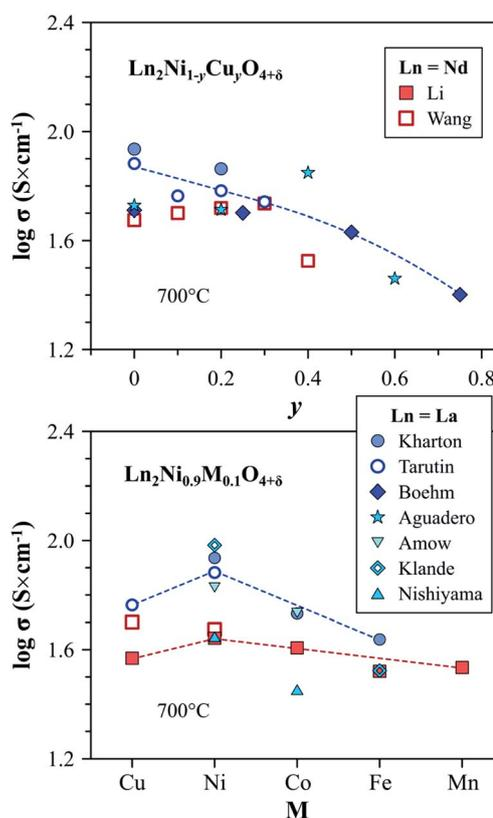 2.4
Ln₂Ni₁₋yCuyO₄₊δ
Ln = Nd
Li
Wang
2.0
log σ (S×cm⁻¹)
1.6
700°C
1.2
0 0.2 0.4 0.6 0.8
y
Ln = La
Kharton
Tarutin
Boehm
Aguadero
Amow
Klande
Nishiyama
2.4
Ln₂Ni₀.₉M₀.₁O₄₊δ
2.0
log σ (S×cm⁻¹)
1.6
700°C
1.2
Cu Ni Co Fe Mn
M